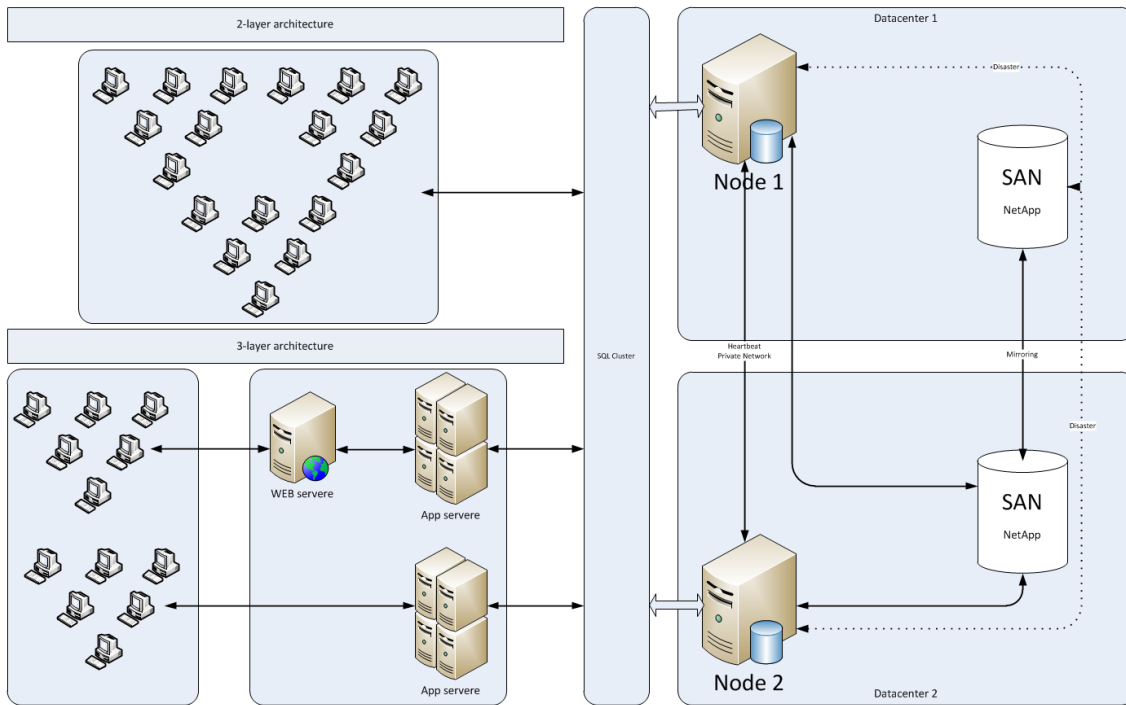 2-layer architecture
3-layer architecture
WEB servere
App servere
App servere
SQL Cluster
Datacenter 1
Disaster
Node 1
SAN
NetApp
Heartbeat
Private Network
Mirroring
Disaster
SAN
NetApp
Node 2
Datacenter 2